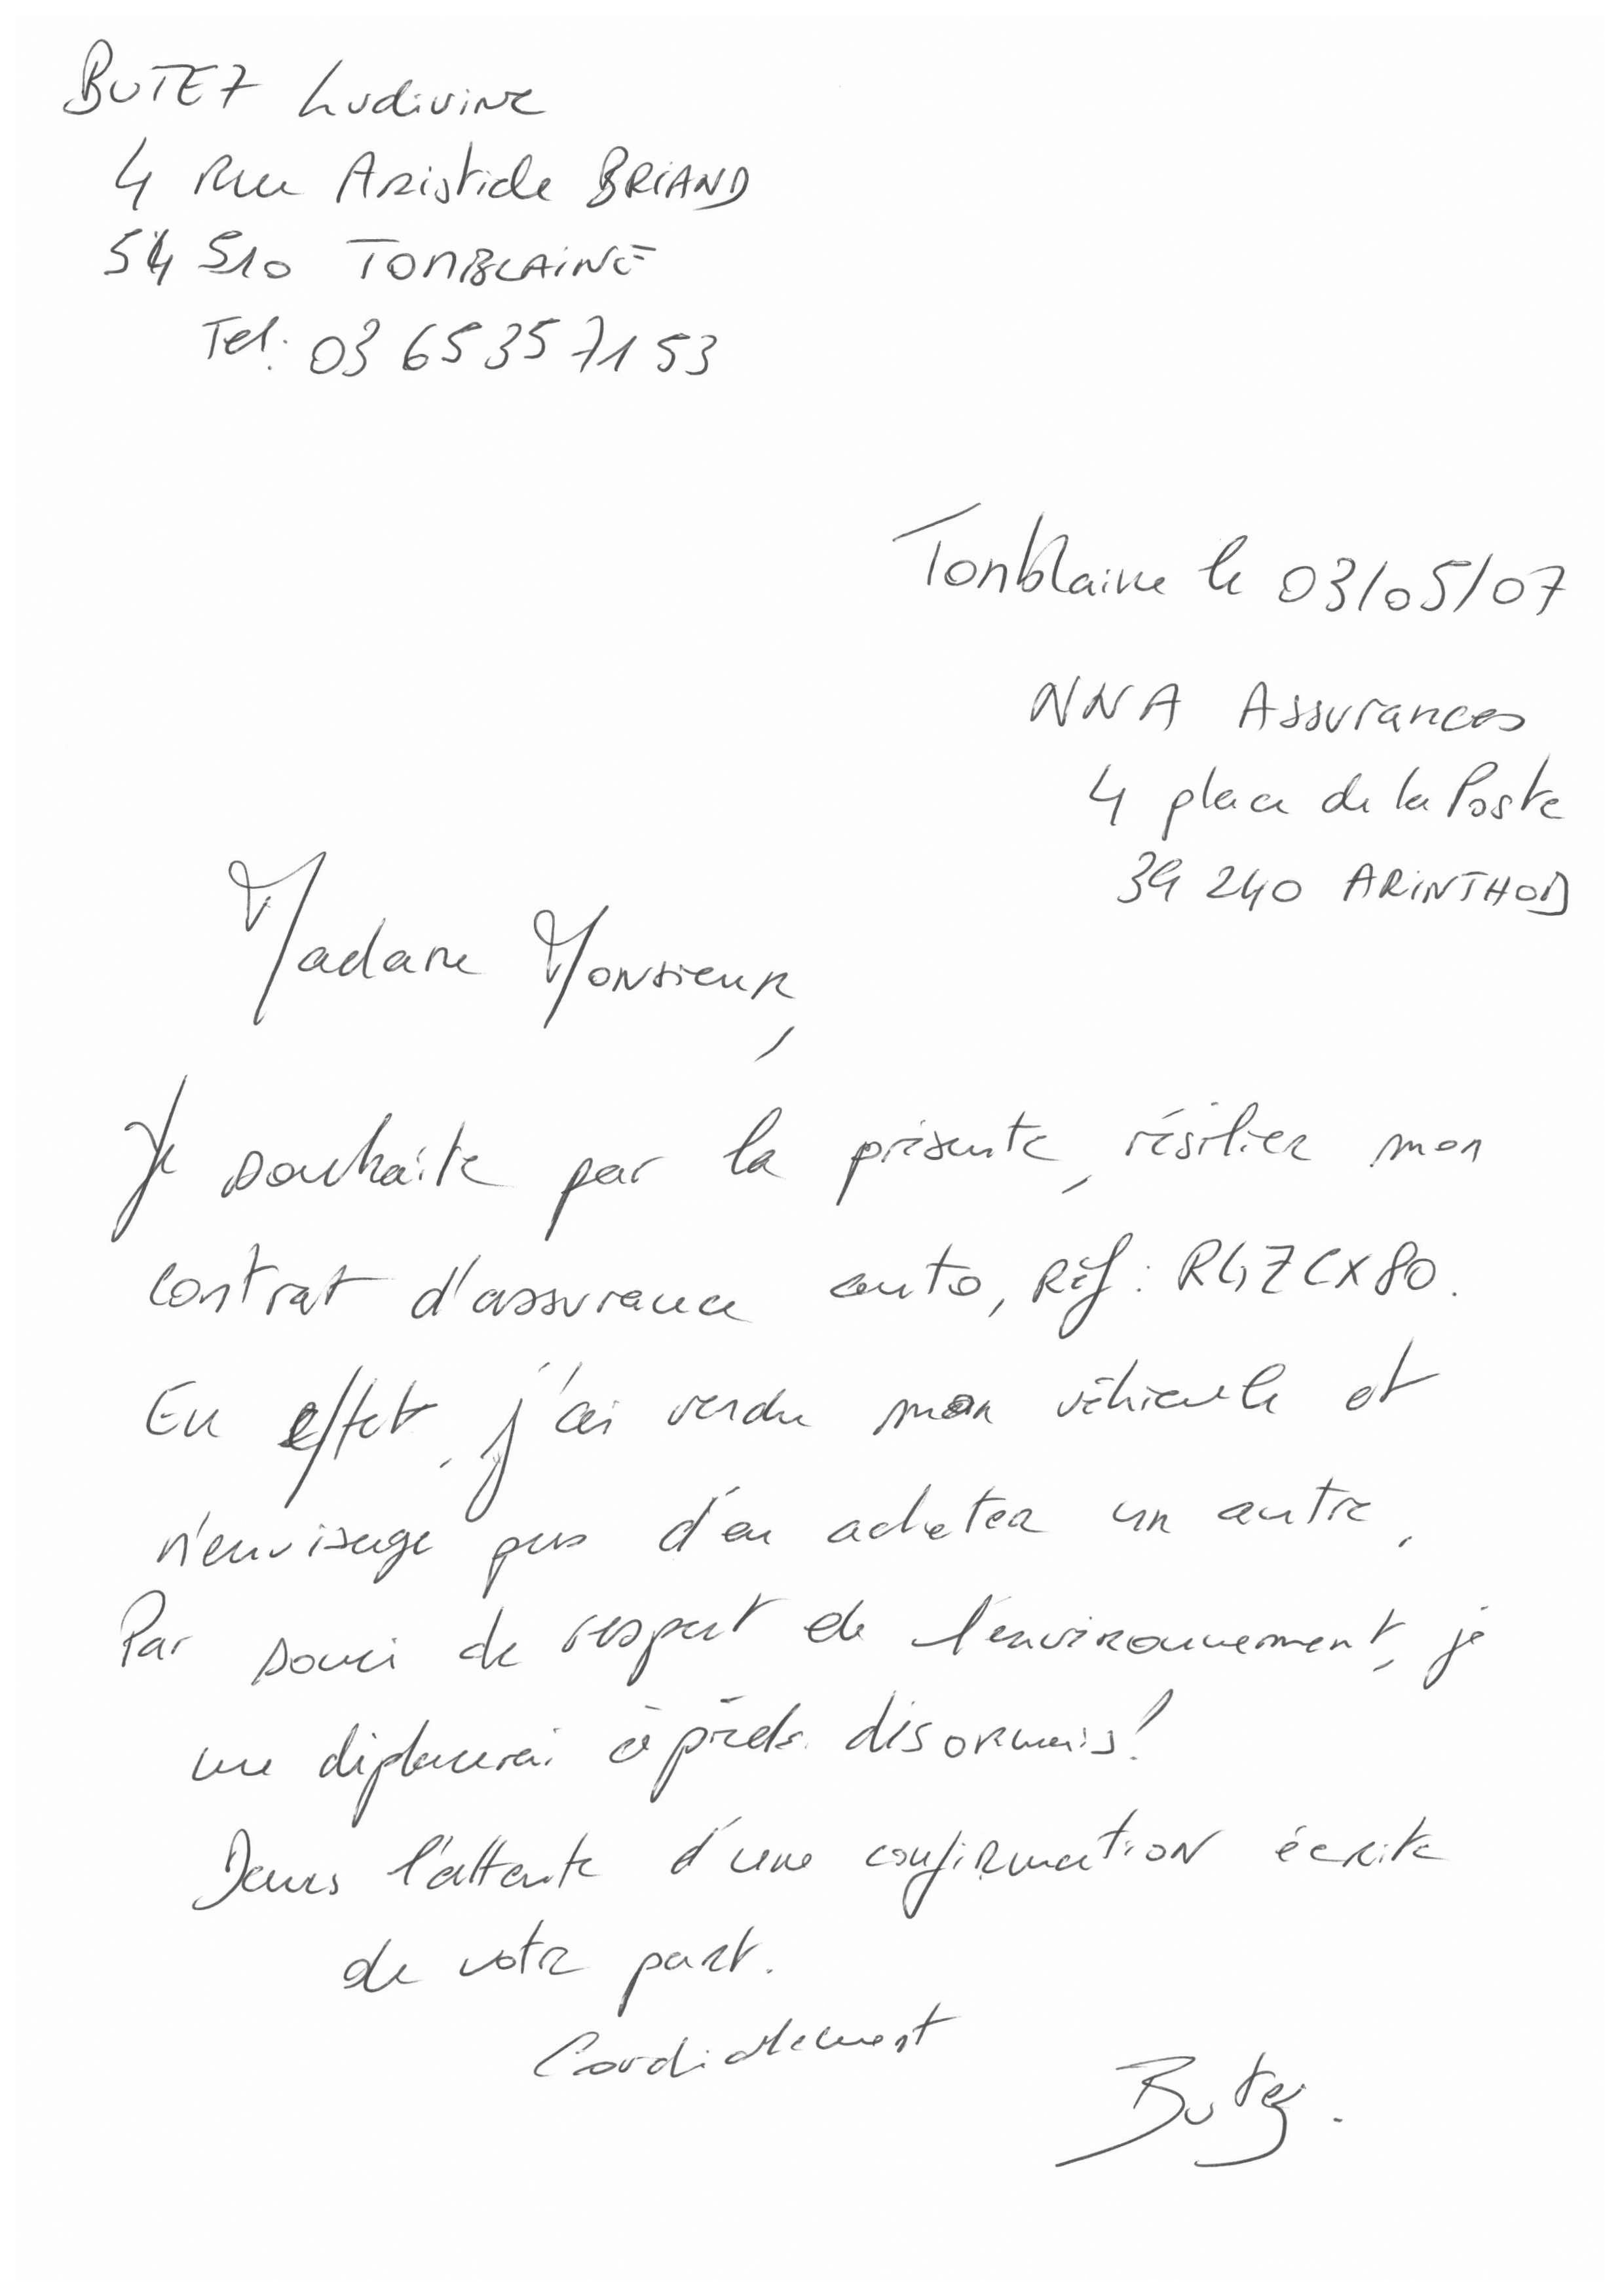 BUTEZ Ludivine
4 Rue Aristide BRIAND
54 510 TOMBLAINE
Tel: 03 65 35 71 53
Tomblaine le 03/05/07
NNA Assurances
4 place de la Poste
39 240 ARINTHOD
Madame Monsieur,
Je souhaite par la présente, résilier mon
contrat d'assurance auto, Réf : RGZCX80.
En effet, j'ai vendu mon véhicule et
n'envisage pas d'en acheter un autre.
Par souci de respect de l'environnement, je
me déplacerai à pieds désormais!
Dans l'attente d'une confirmation écrite
de votre part.
Cordialement
Butez.